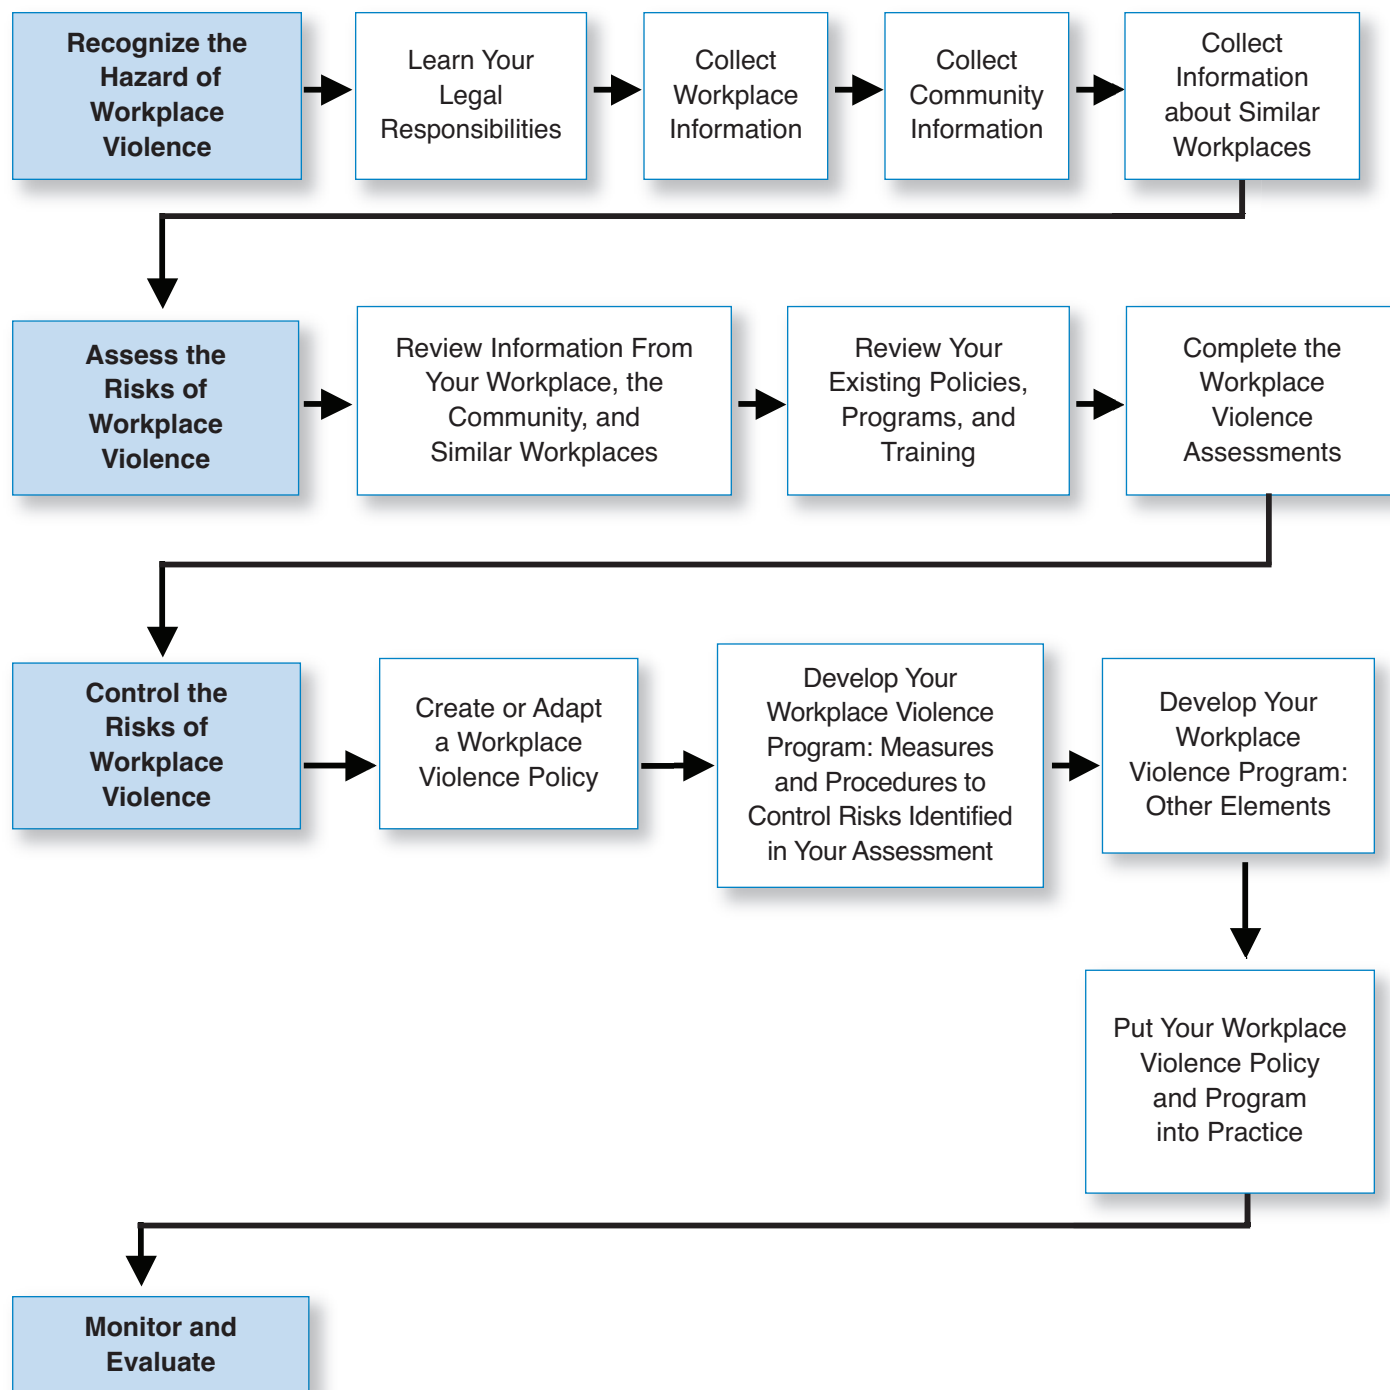 Recognize the
Hazard of
Workplace
Violence
Learn Your
Legal
Responsibilities
Collect
Workplace
Information
Collect
Community
Information
Collect
Information
about Similar
Workplaces
Assess the
Risks of
Workplace
Violence
Review Information From
Your Workplace, the
Community, and
Similar Workplaces
Review Your
Existing Policies,
Programs, and
Training
Complete the
Workplace
Violence
Assessments
Control the
Risks of
Workplace
Violence
Create or Adapt
a Workplace
Violence Policy
Develop Your
Workplace Violence
Program: Measures
and Procedures to
Control Risks Identified
in Your Assessment
Develop Your
Workplace
Violence Program:
Other Elements
Put Your Workplace
Violence Policy
and Program
into Practice
Monitor and
Evaluate